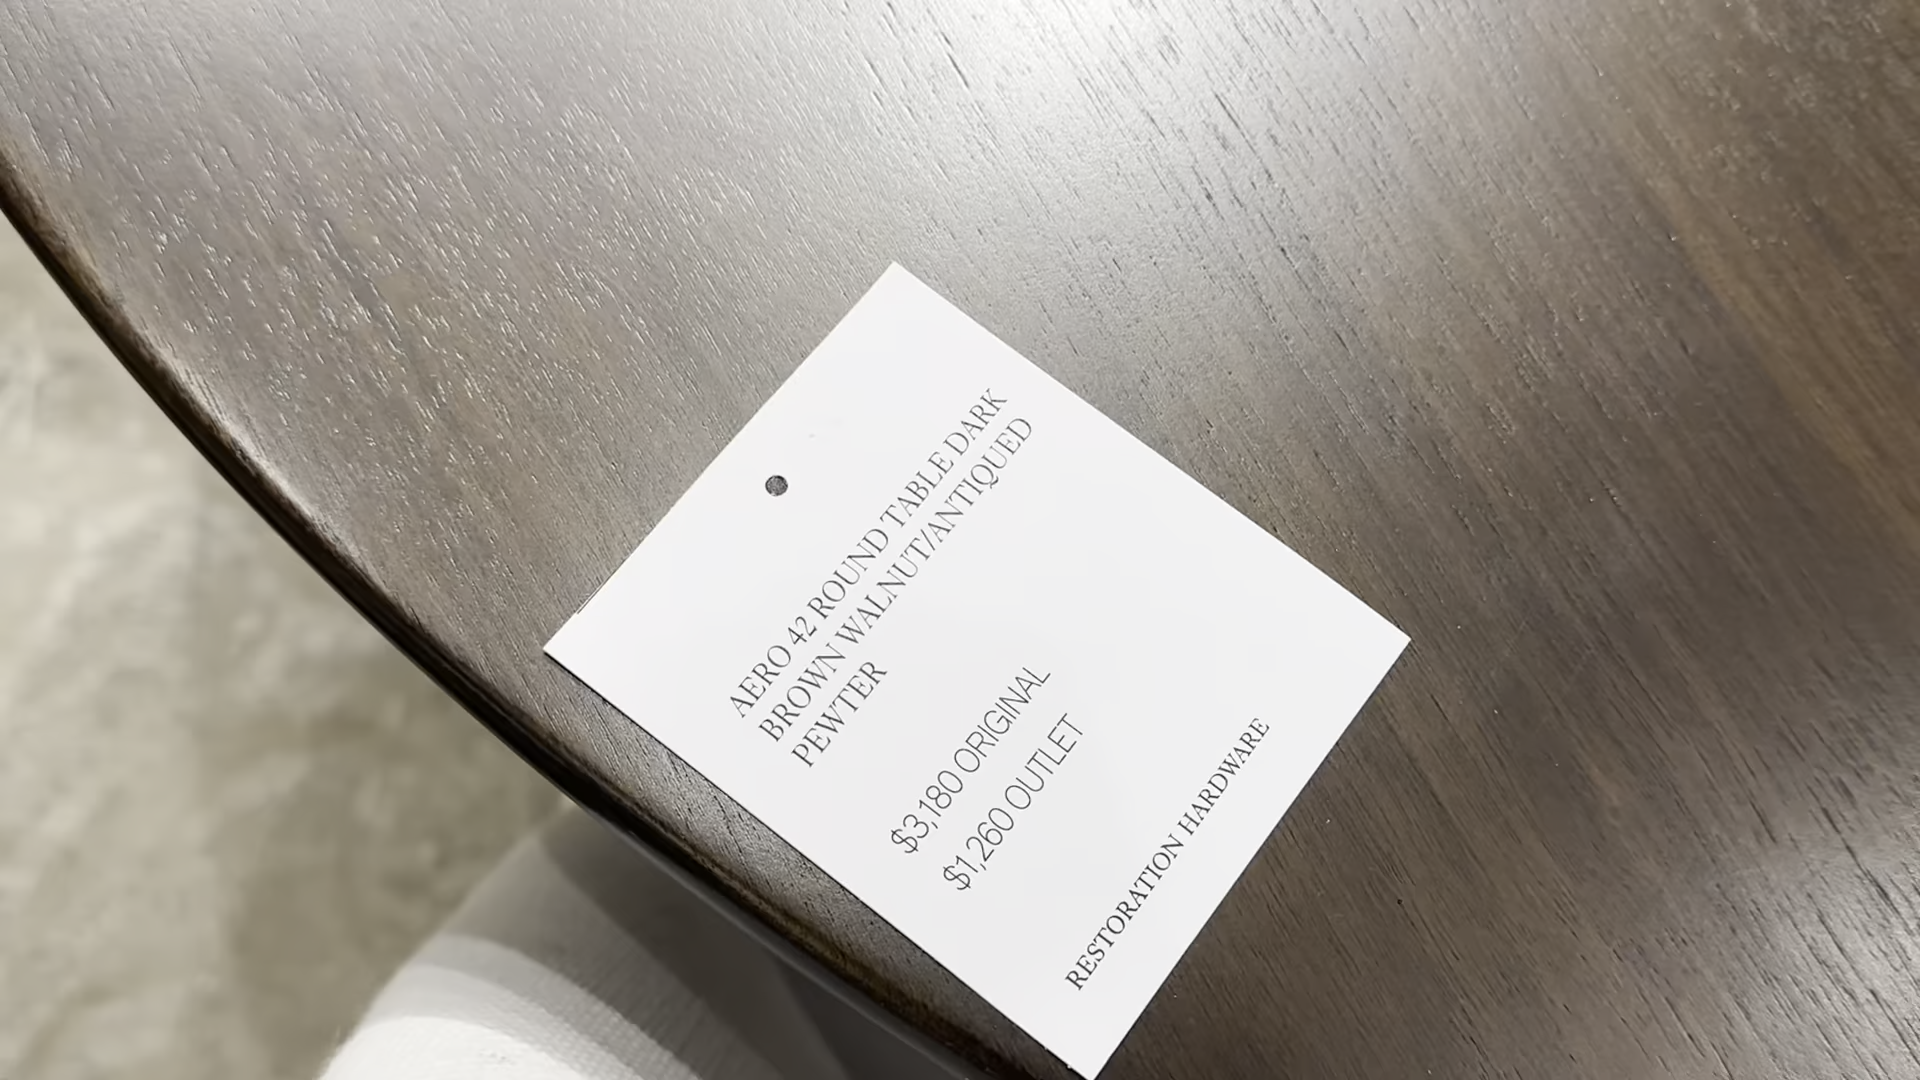 AERO 42 ROUND TABLE DARK
BROWN WALNUT/ANTIQUED
PEWTER
$3,180 ORIGINAL
$1,260 OUTLET
RESTORATION HARDWARE